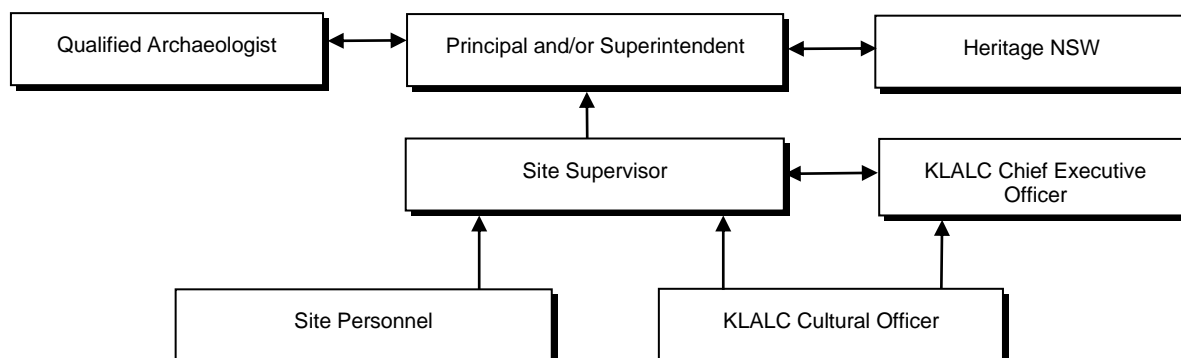 Qualified Archaeologist
Principal and/or Superintendent
Heritage NSW
Site Supervisor
KLALC Chief Executive
Officer
Site Personnel
KLALC Cultural Officer